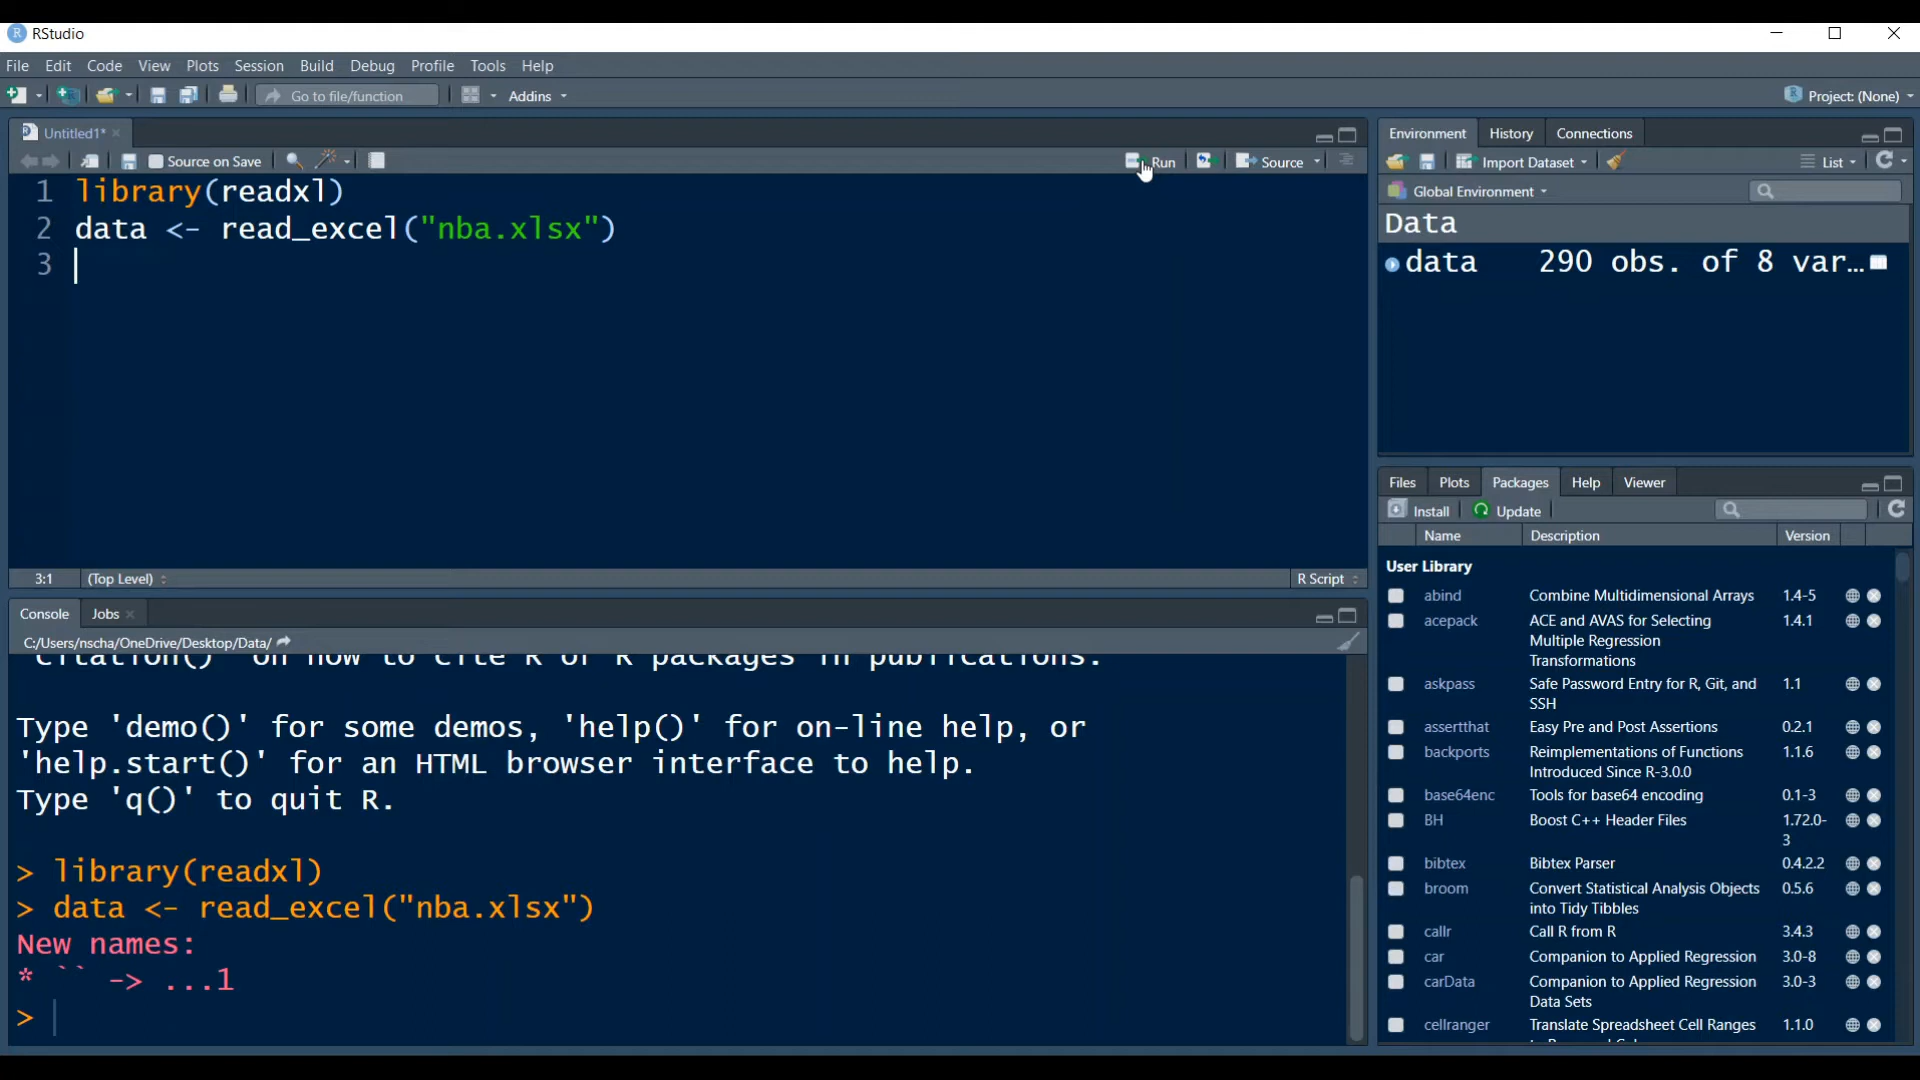 RStudio
File Edit Code View Plots Session Build Debug Profile Tools Help
Go to file/function Addins Project: (None)
Untitled1*
Source on Save Run Source
1 library(readxl)
2 data <- read_excel("nba.xlsx")
3
3:1 (Top Level) R Script
Console Jobs
C:/Users/nscha/OneDrive/Desktop/Data/
'citation()' on how to cite R or R packages in publications.
Type 'demo()' for some demos, 'help()' for on-line help, or
'help.start()' for an HTML browser interface to help.
Type 'q()' to quit R.
> library(readxl)
> data <- read_excel("nba.xlsx")
New names:
* `` -> ...1
>
Environment History Connections
Import Dataset List
Global Environment
Data
data 290 obs. of 8 var…
Files Plots Packages Help Viewer
Install Update
Name Description Version
User Library
abind Combine Multidimensional Arrays 1.4-5
acepack ACE and AVAS for Selecting 1.4.1
Multiple Regression
Transformations
askpass Safe Password Entry for R, Git, and 1.1
SSH
assertthat Easy Pre and Post Assertions 0.2.1
backports Reimplementations of Functions 1.1.6
Introduced Since R-3.0.0
base64enc Tools for base64 encoding 0.1-3
BH Boost C++ Header Files 1.72.0-
3
bibtex Bibtex Parser 0.4.2.2
broom Convert Statistical Analysis Objects 0.5.6
into Tidy Tibbles
callr Call R from R 3.4.3
car Companion to Applied Regression 3.0-8
carData Companion to Applied Regression 3.0-3
Data Sets
cellranger Translate Spreadsheet Cell Ranges 1.1.0